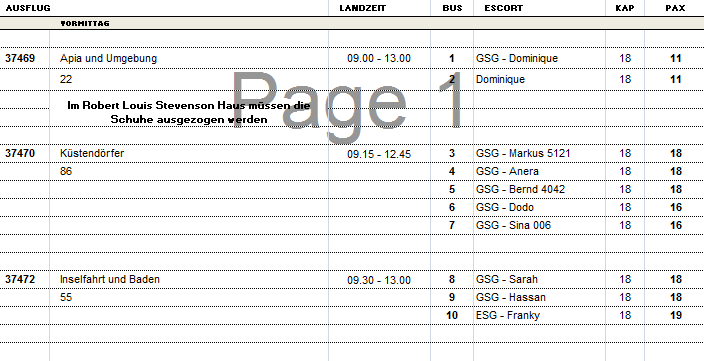 AUSFLUG LANDZEIT BUS ESCORT KAP PAX
VORMITTAG
37469 Apia und Umgebung 09.00 - 13.00 1 GSG - Dominique 18 11
22 2 Dominique 18 11
Im Robert Louis Stevenson Haus müssen die
Schuhe ausgezogen werden
Page 1
37470 Küstendörfer 09.15 - 12.45 3 GSG - Markus 5121 18 18
86 4 GSG - Anera 18 18
5 GSG - Bernd 4042 18 18
6 GSG - Dodo 18 16
7 GSG - Sina 006 18 16
37472 Inselfahrt und Baden 09.30 - 13.00 8 GSG - Sarah 18 18
55 9 GSG - Hassan 18 18
10 ESG - Franky 18 19